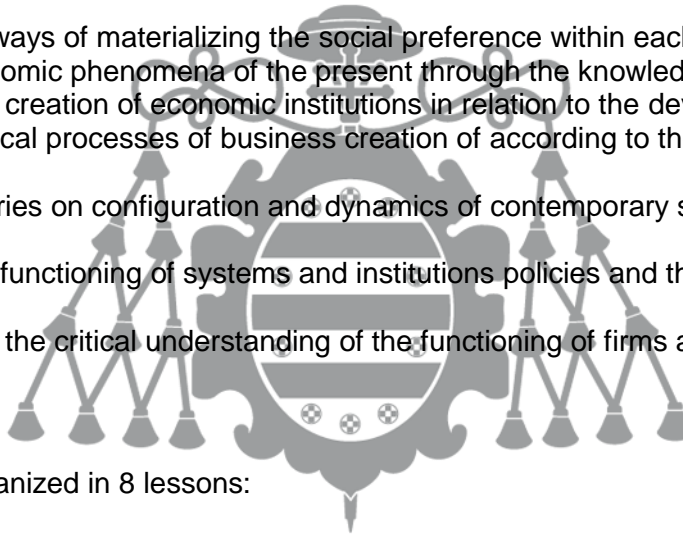 ways of materializing the social preference within each
omic phenomena of the present through the knowled
creation of economic institutions in relation to the de
cal processes of business creation of according to th
ries on configuration and dynamics of contemporary s
functioning of systems and institutions policies and th
the critical understanding of the functioning of firms a
anized in 8 lessons: